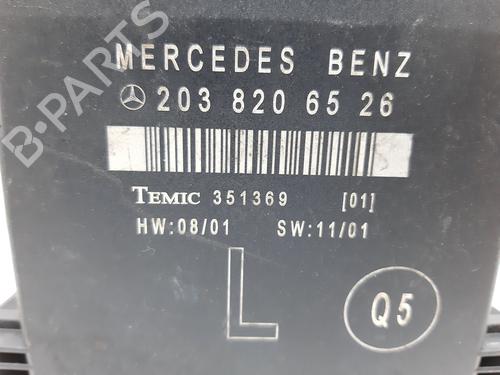 MERCEDES BENZ
203 820 65 26
TEMIC 351369 [01]
HW:08/01 SW:11/01
L
Q5
B-PARTS